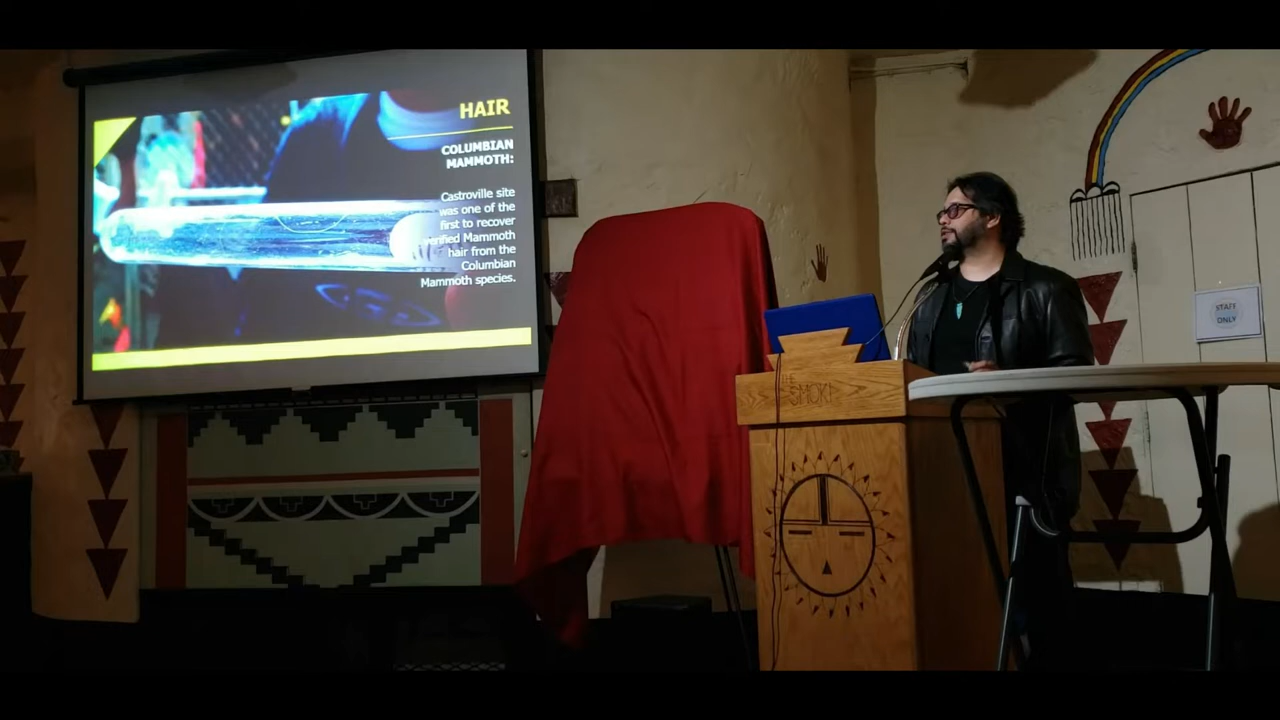 HAIR
COLUMBIAN
MAMMOTH:
Castroville site
was one of the
first to recover
verified Mammoth
hair from the
Columbian
Mammoth species.
THE
SMOKI
STAFF
ONLY